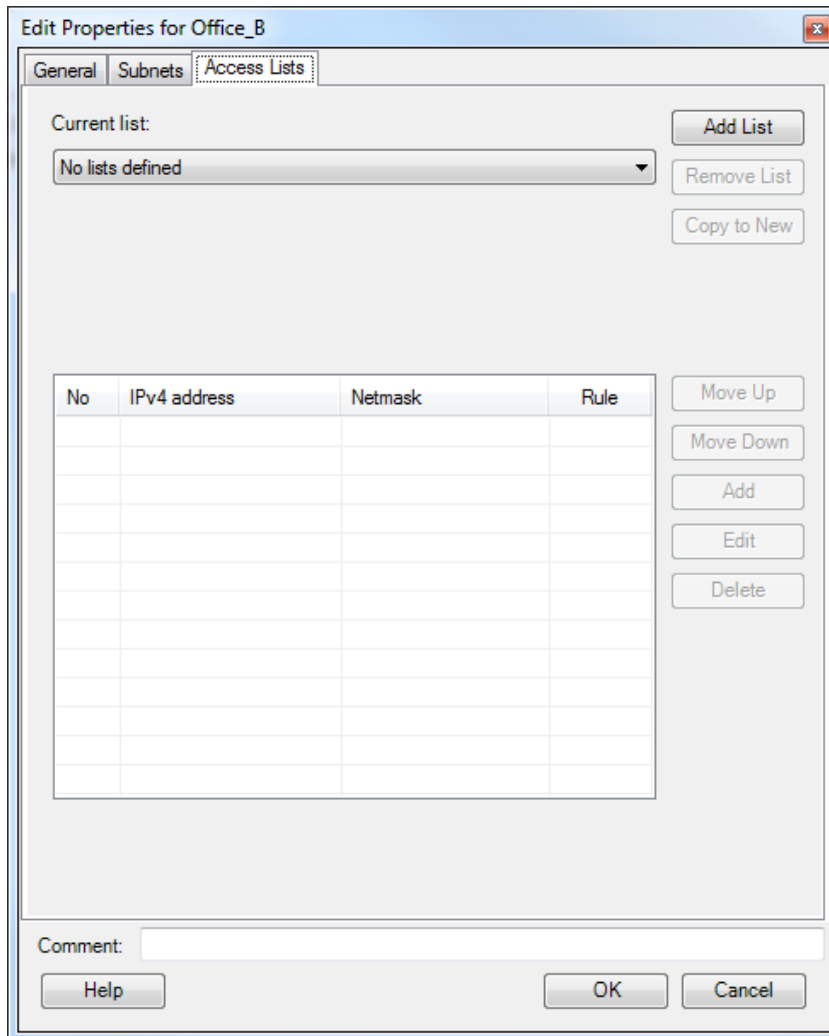 Edit Properties for Office_B
General Subnets Access Lists
Current list:
Add List
No lists defined
Remove List
Copy to New
No IPv4 address Netmask Rule
Move Up
Move Down
Add
Edit
Delete
Comment:
Help OK Cancel